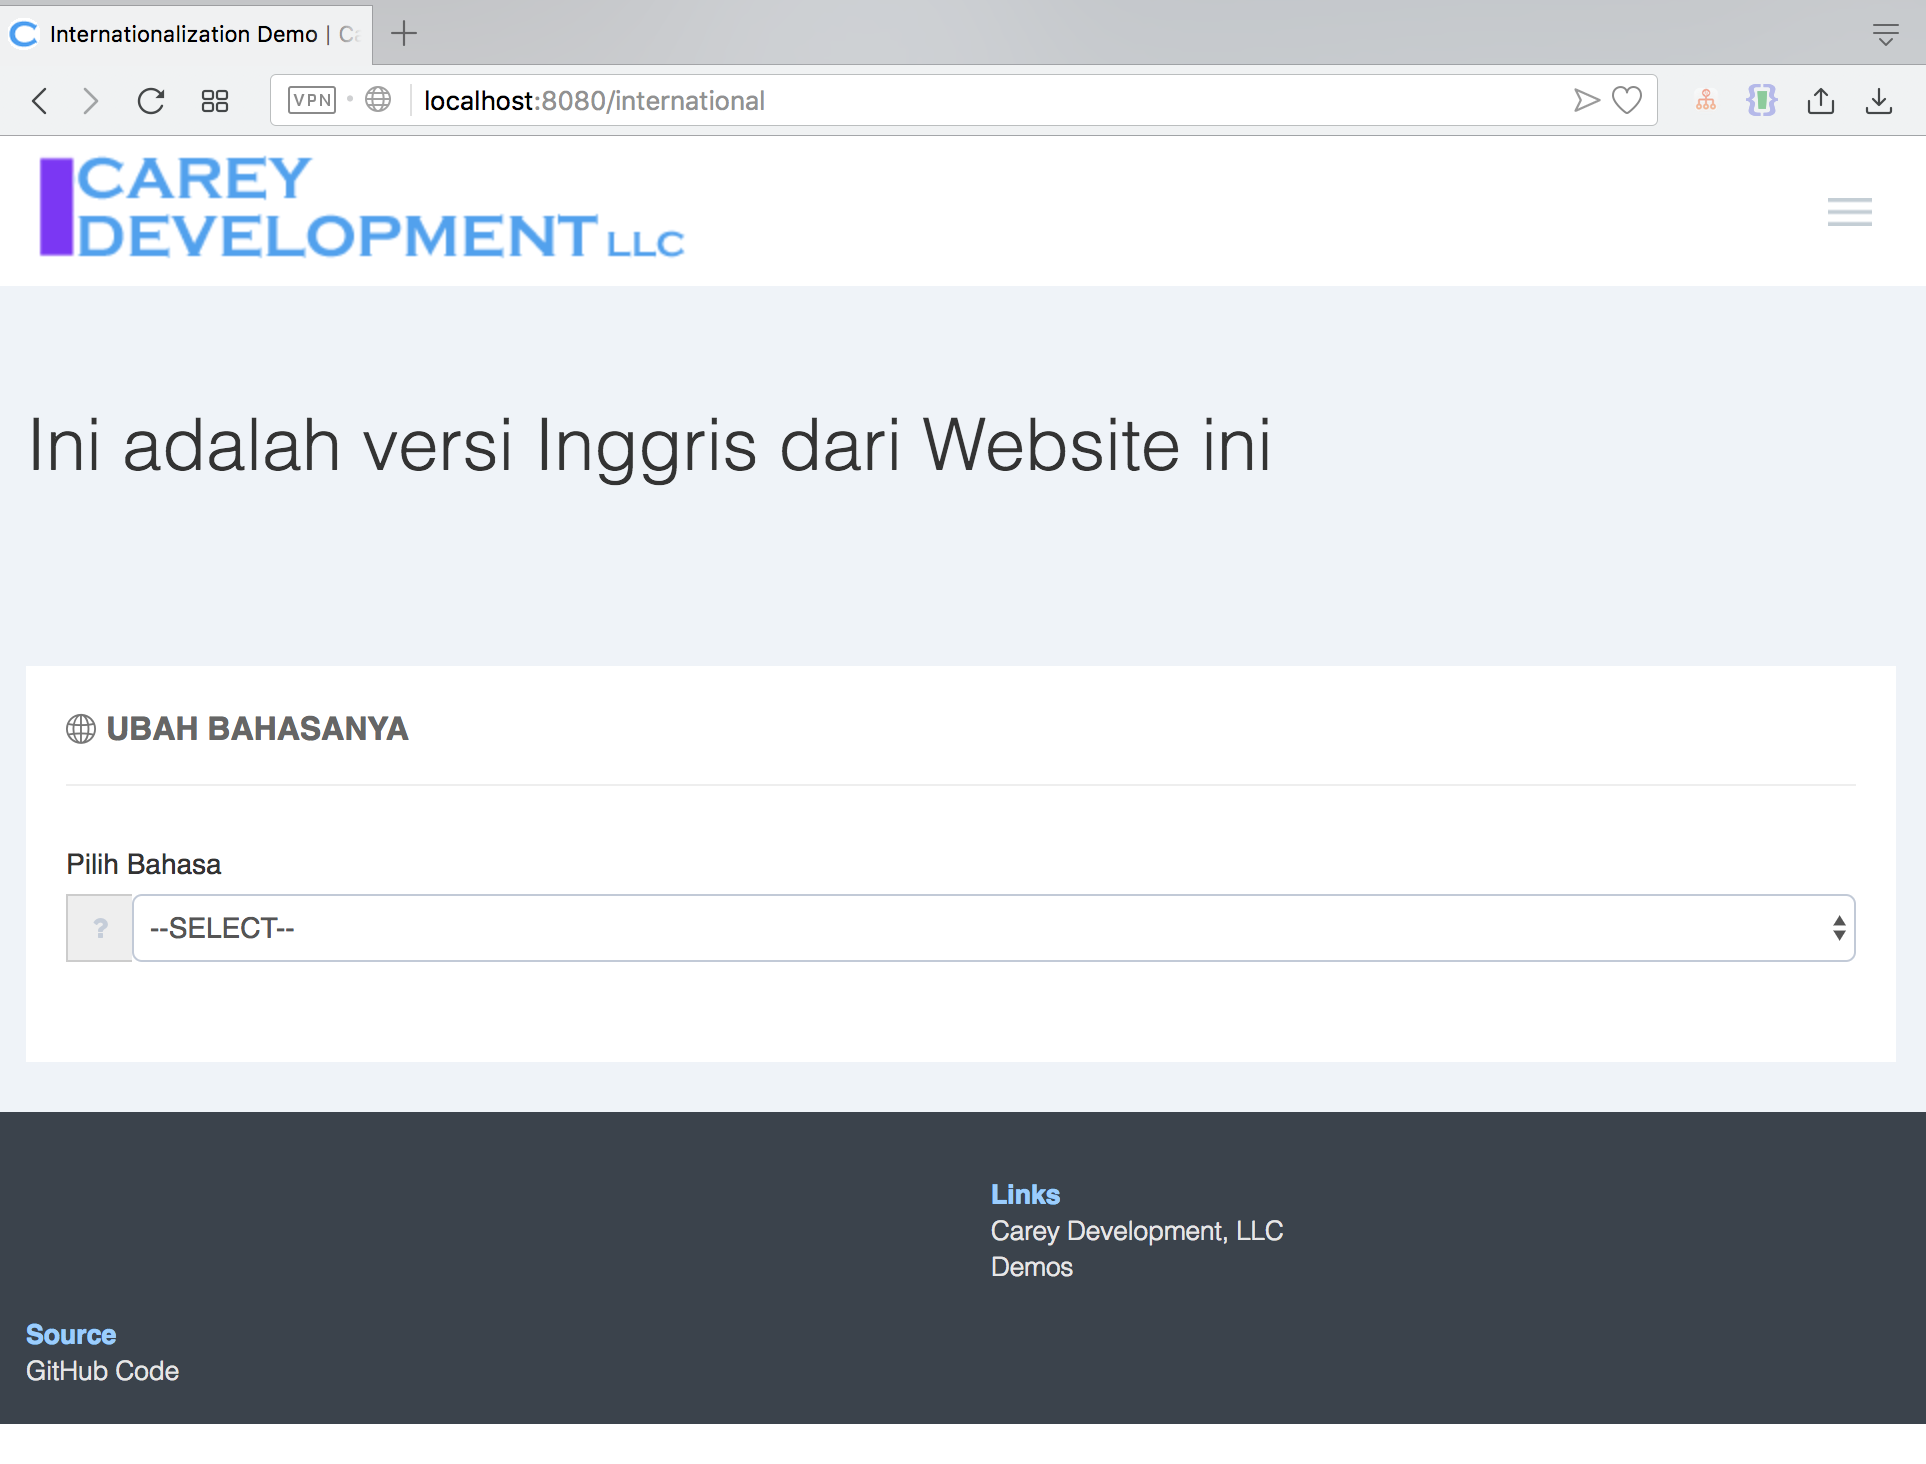 Internationalization Demo | Ca
VPN
localhost:8080/international
CAREY
DEVELOPMENT LLC
Ini adalah versi Inggris dari Website ini
UBAH BAHASANYA
Pilih Bahasa
? --SELECT--
Links
Carey Development, LLC
Demos
Source
GitHub Code